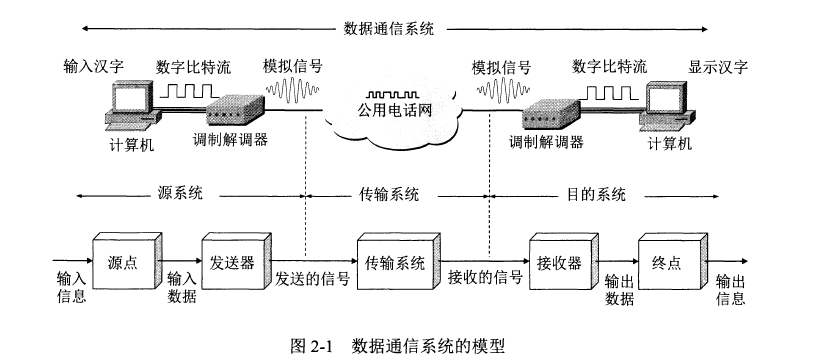 数据通信系统
输入汉字
数字比特流
模拟信号
模拟信号
数字比特流
显示汉字
公用电话网
计算机
调制解调器
调制解调器
计算机
源系统
传输系统
目的系统
源点
发送器
传输系统
接收器
终点
输入
信息
输入
数据
发送的信号
接收的信号
输出
数据
输出
信息
图 2-1 数据通信系统的模型